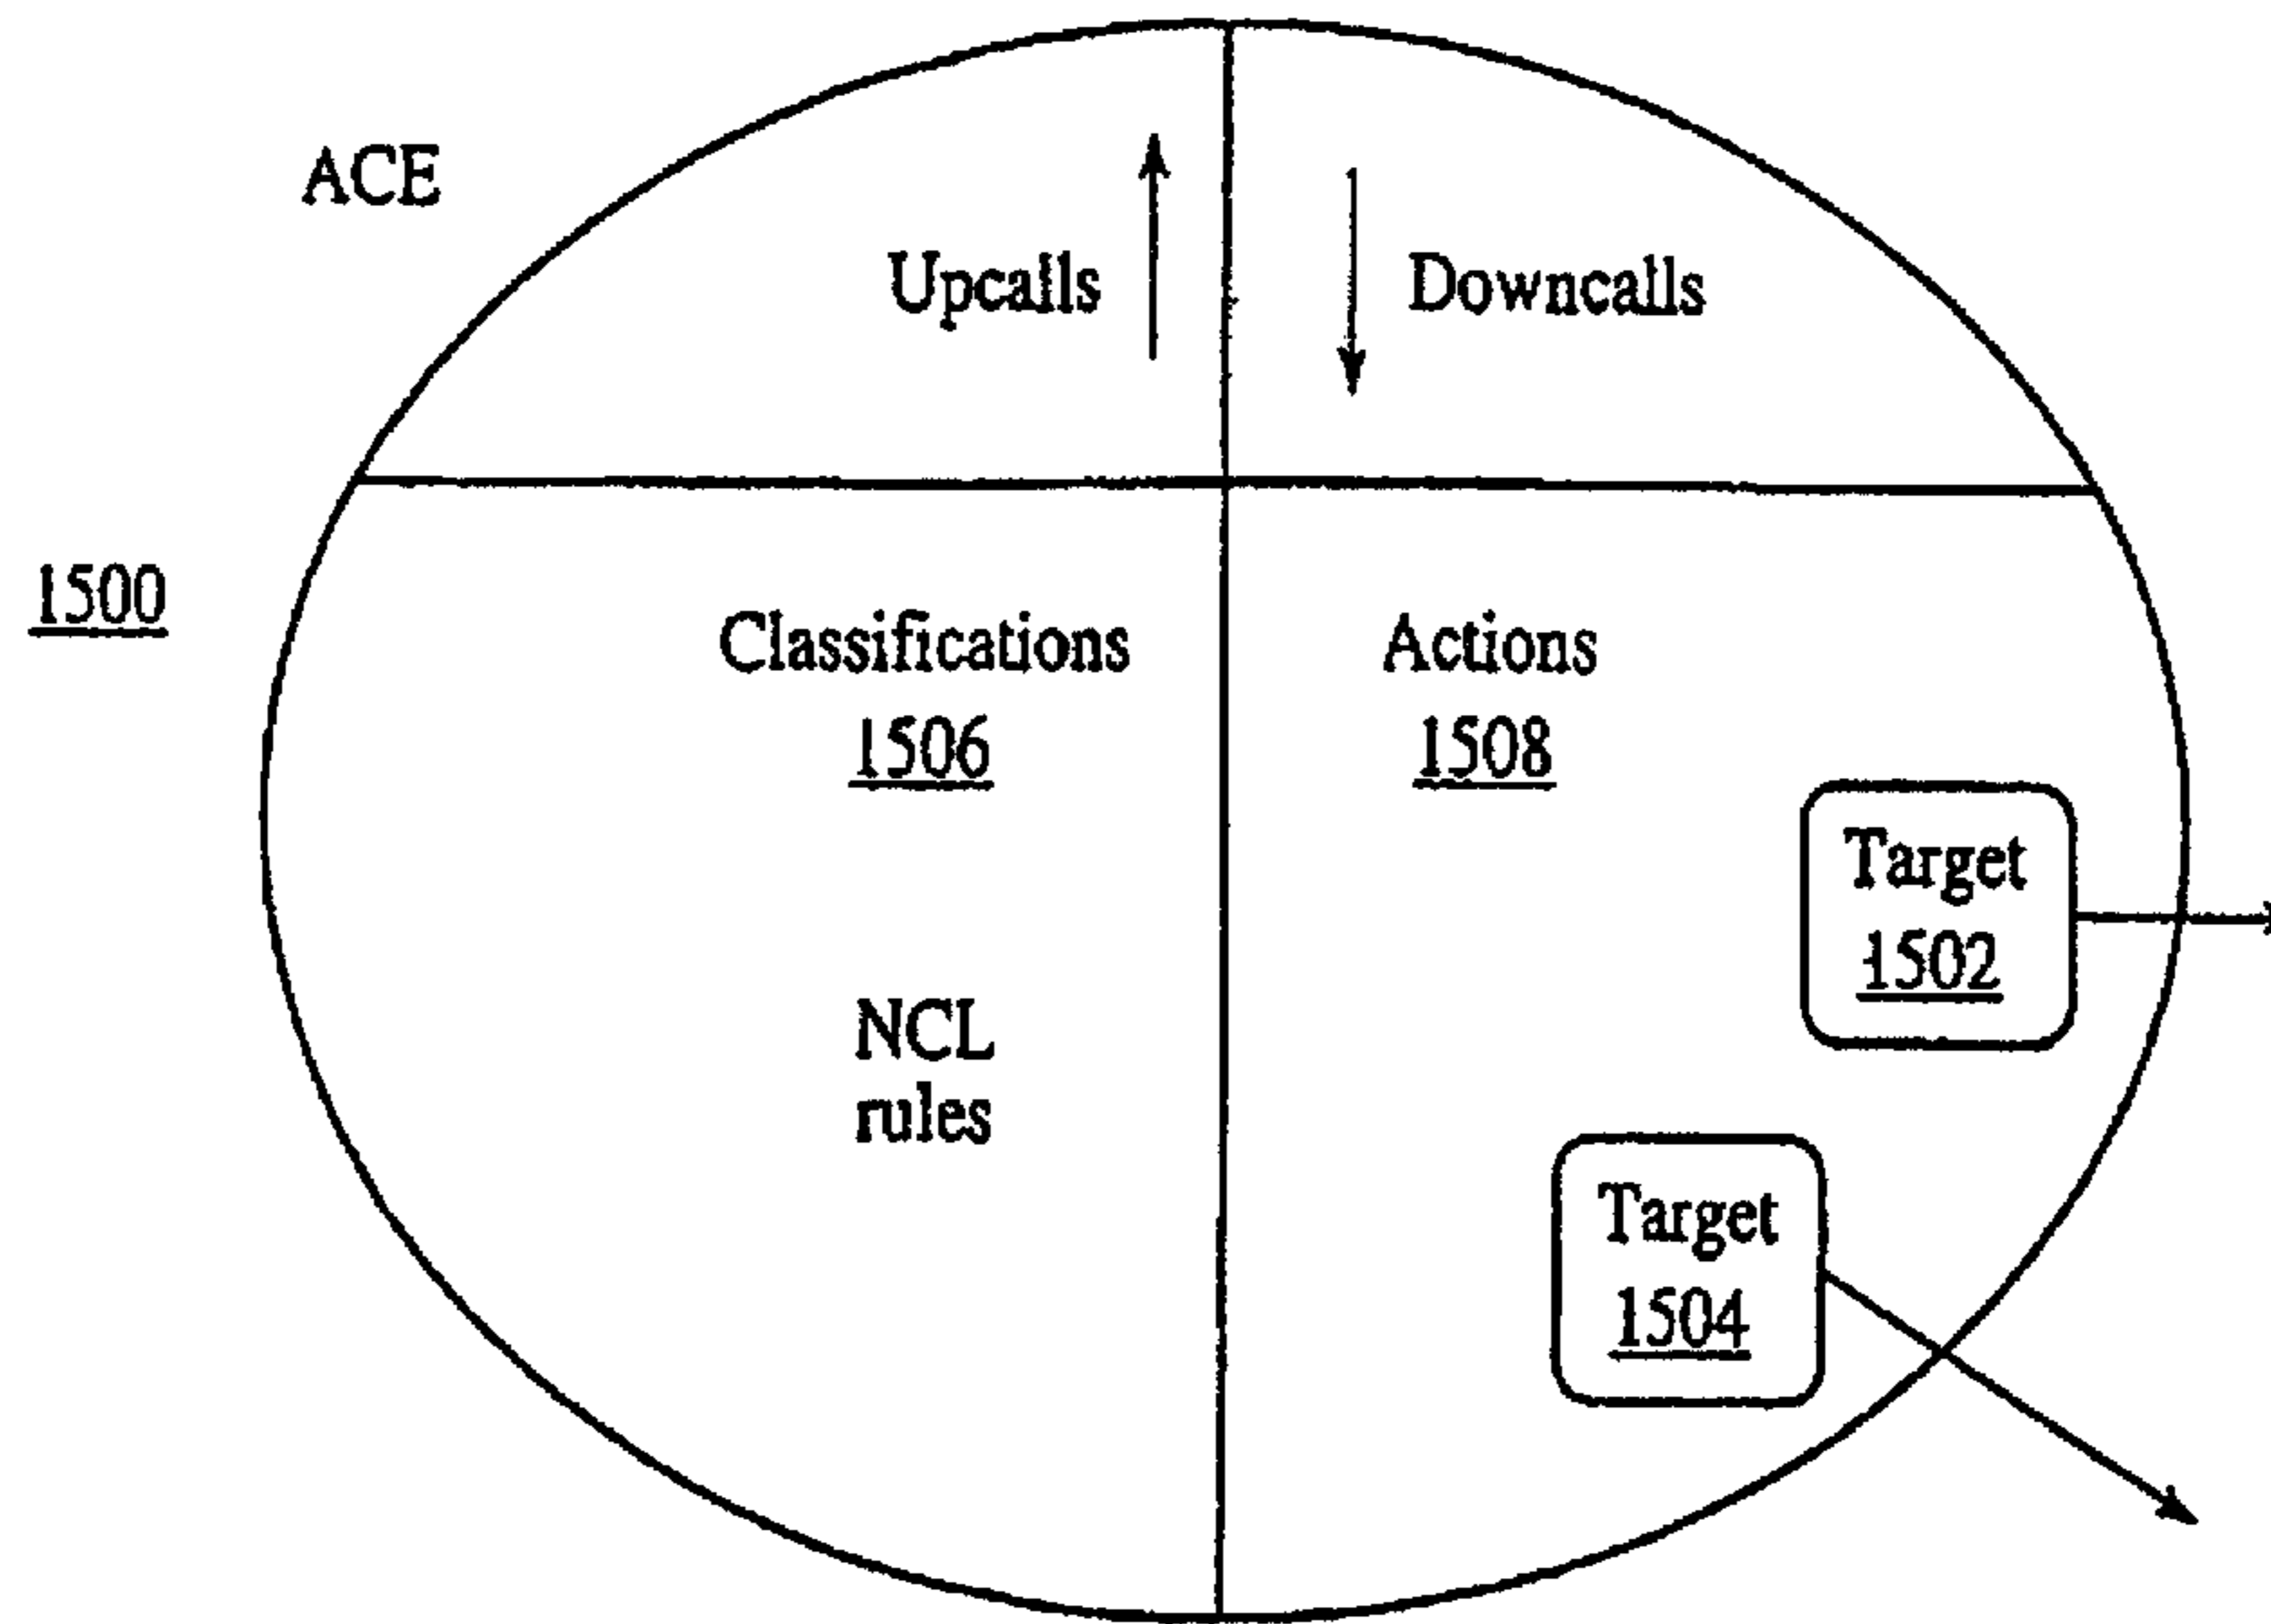 ACE
Upcalls
Downcalls
1500
Classifications
1506
Actions
1508
NCL
rules
Target
1502
Target
1504